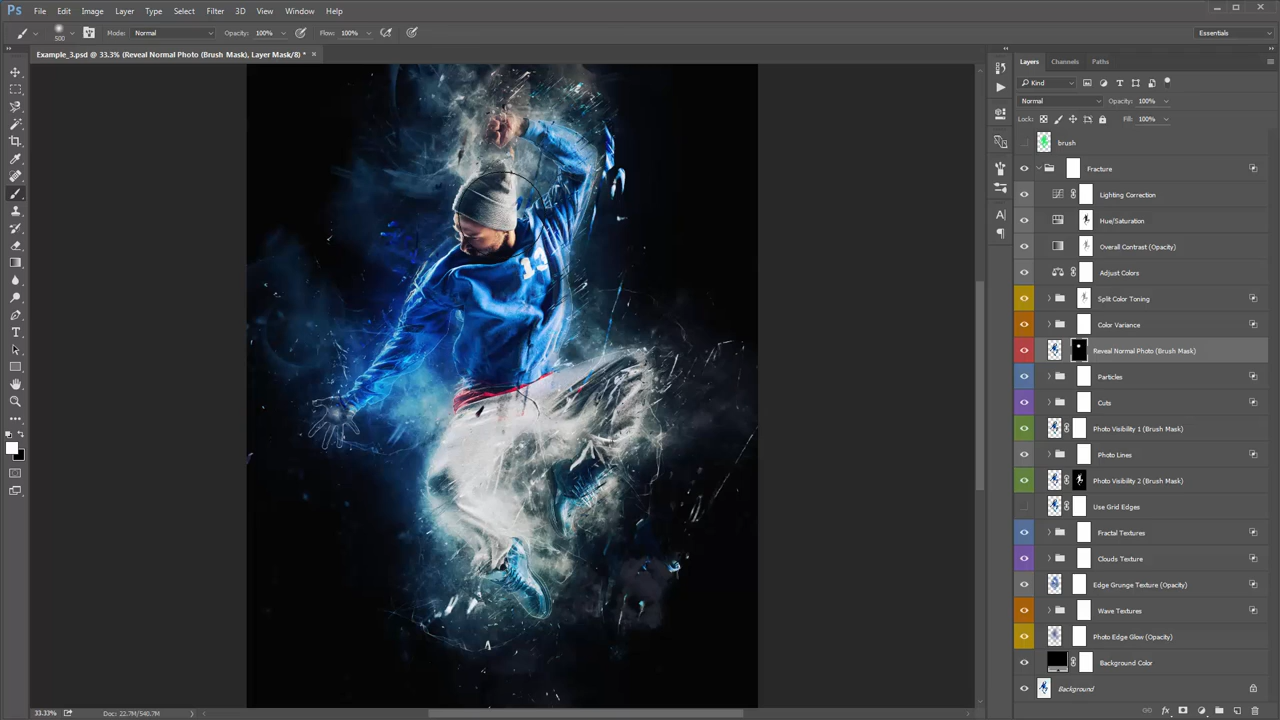 Ps File Edit Image Layer Type Select Filter 3D View Window Help
500 Mode: Normal Opacity: 100% Flow: 100% Essentials
Example_3.psd @ 33.3% (Reveal Normal Photo (Brush Mask), Layer Mask/8) * ×
Layers Channels Paths
Kind
Normal Opacity: 100%
Lock: Fill: 100%
brush
Fracture
Lighting Correction
Hue/Saturation
Overall Contrast (Opacity)
Adjust Colors
Split Color Toning
Color Variance
Reveal Normal Photo (Brush Mask)
Particles
Cuts
Photo Visibility 1 (Brush Mask)
Photo Lines
Photo Visibility 2 (Brush Mask)
Use Grid Edges
Fractal Textures
Clouds Texture
Edge Grunge Texture (Opacity)
Wave Textures
Photo Edge Glow (Opacity)
Background Color
Background
33.33% Doc: 22.7M/540.7M